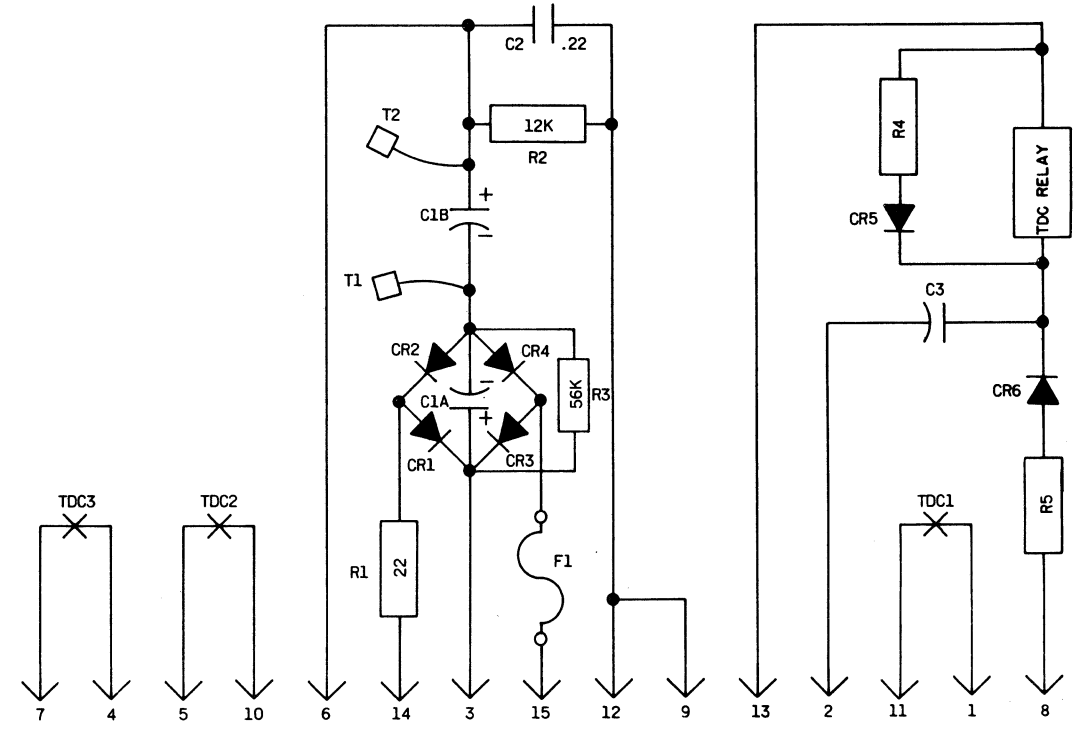 C2 .22
T2
12K
R2
+
C1B
−
T1
CR2
CR4
−
C1A
+
56K
R3
CR1
CR3
R1
22
F1
TDC3
TDC2
R4
CR5
TDC RELAY
C3
CR6
R5
TDC1
7 4 5 10 6 14 3 15 12 9 13 2 11 1 8